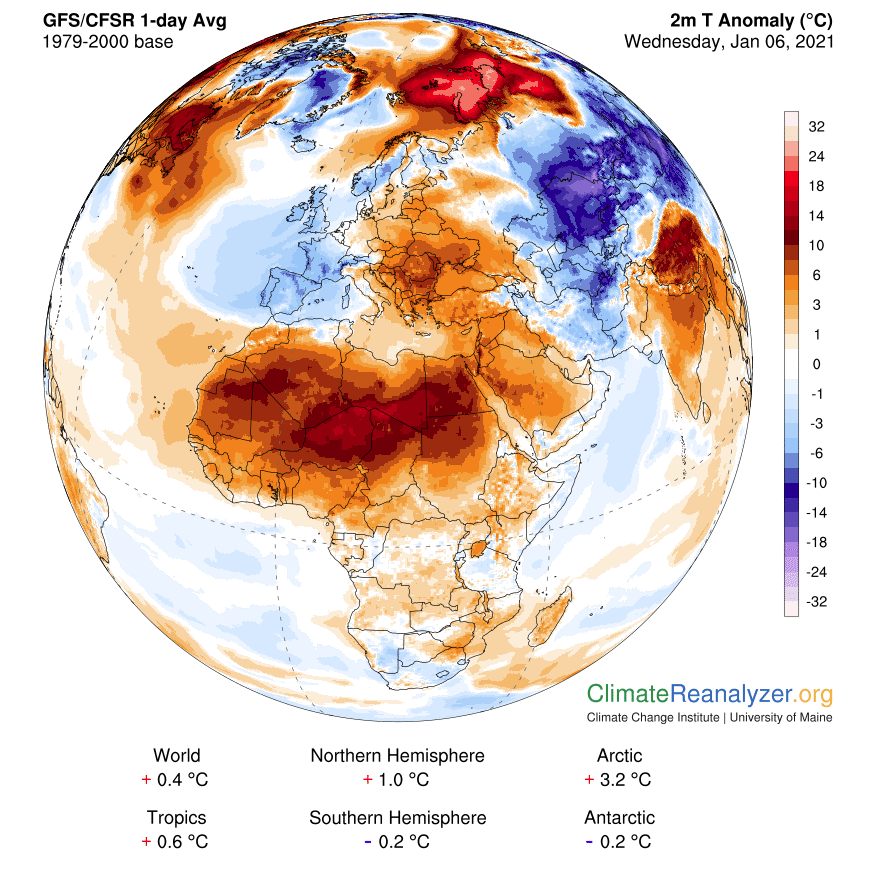 GFS/CFSR 1-day Avg
1979-2000 base
2m T Anomaly (°C)
Wednesday, Jan 06, 2021
32
24
18
14
10
6
3
1
0
-1
-3
-6
-10
-14
-18
-24
-32
ClimateReanalyzer.org
Climate Change Institute | University of Maine
World
+ 0.4 °C
Northern Hemisphere
+ 1.0 °C
Arctic
+ 3.2 °C
Tropics
+ 0.6 °C
Southern Hemisphere
- 0.2 °C
Antarctic
- 0.2 °C